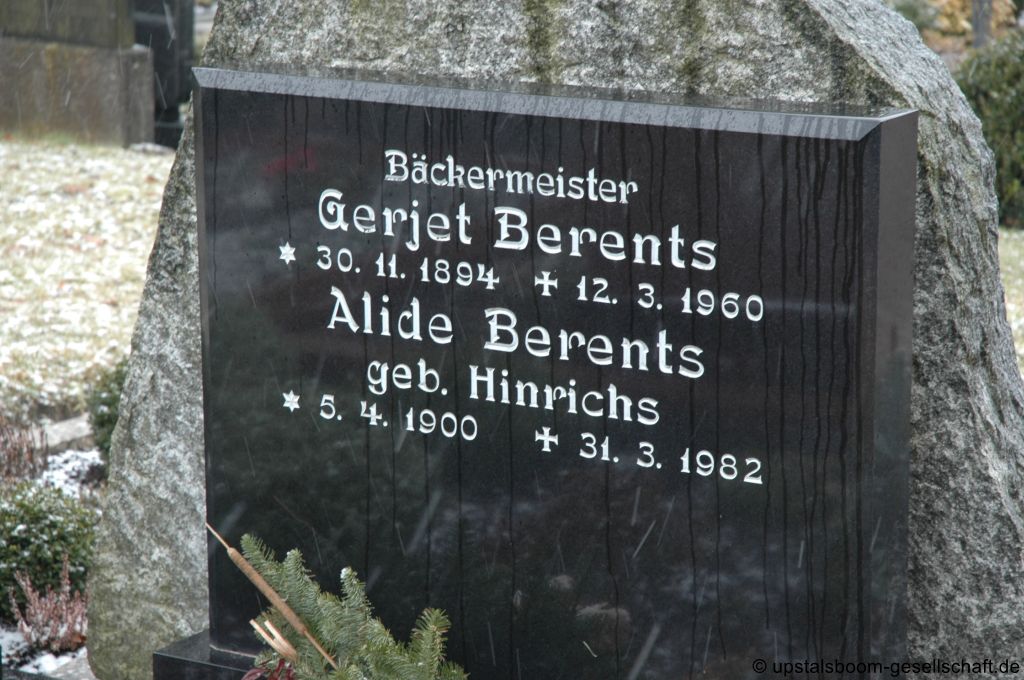 Bäckermeister
Gerjet Berents
* 30. 11. 1894 ✝ 12. 3. 1960
Alide Berents
geb. Hinrichs
* 5. 4. 1900 ✝ 31. 3. 1982
© upstalsboom-gesellschaft.de